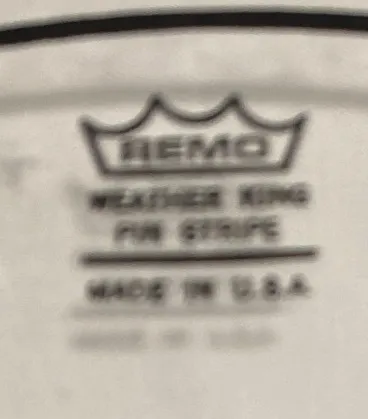 REMO
WEATHER KING
PIN STRIPE
MADE IN U.S.A